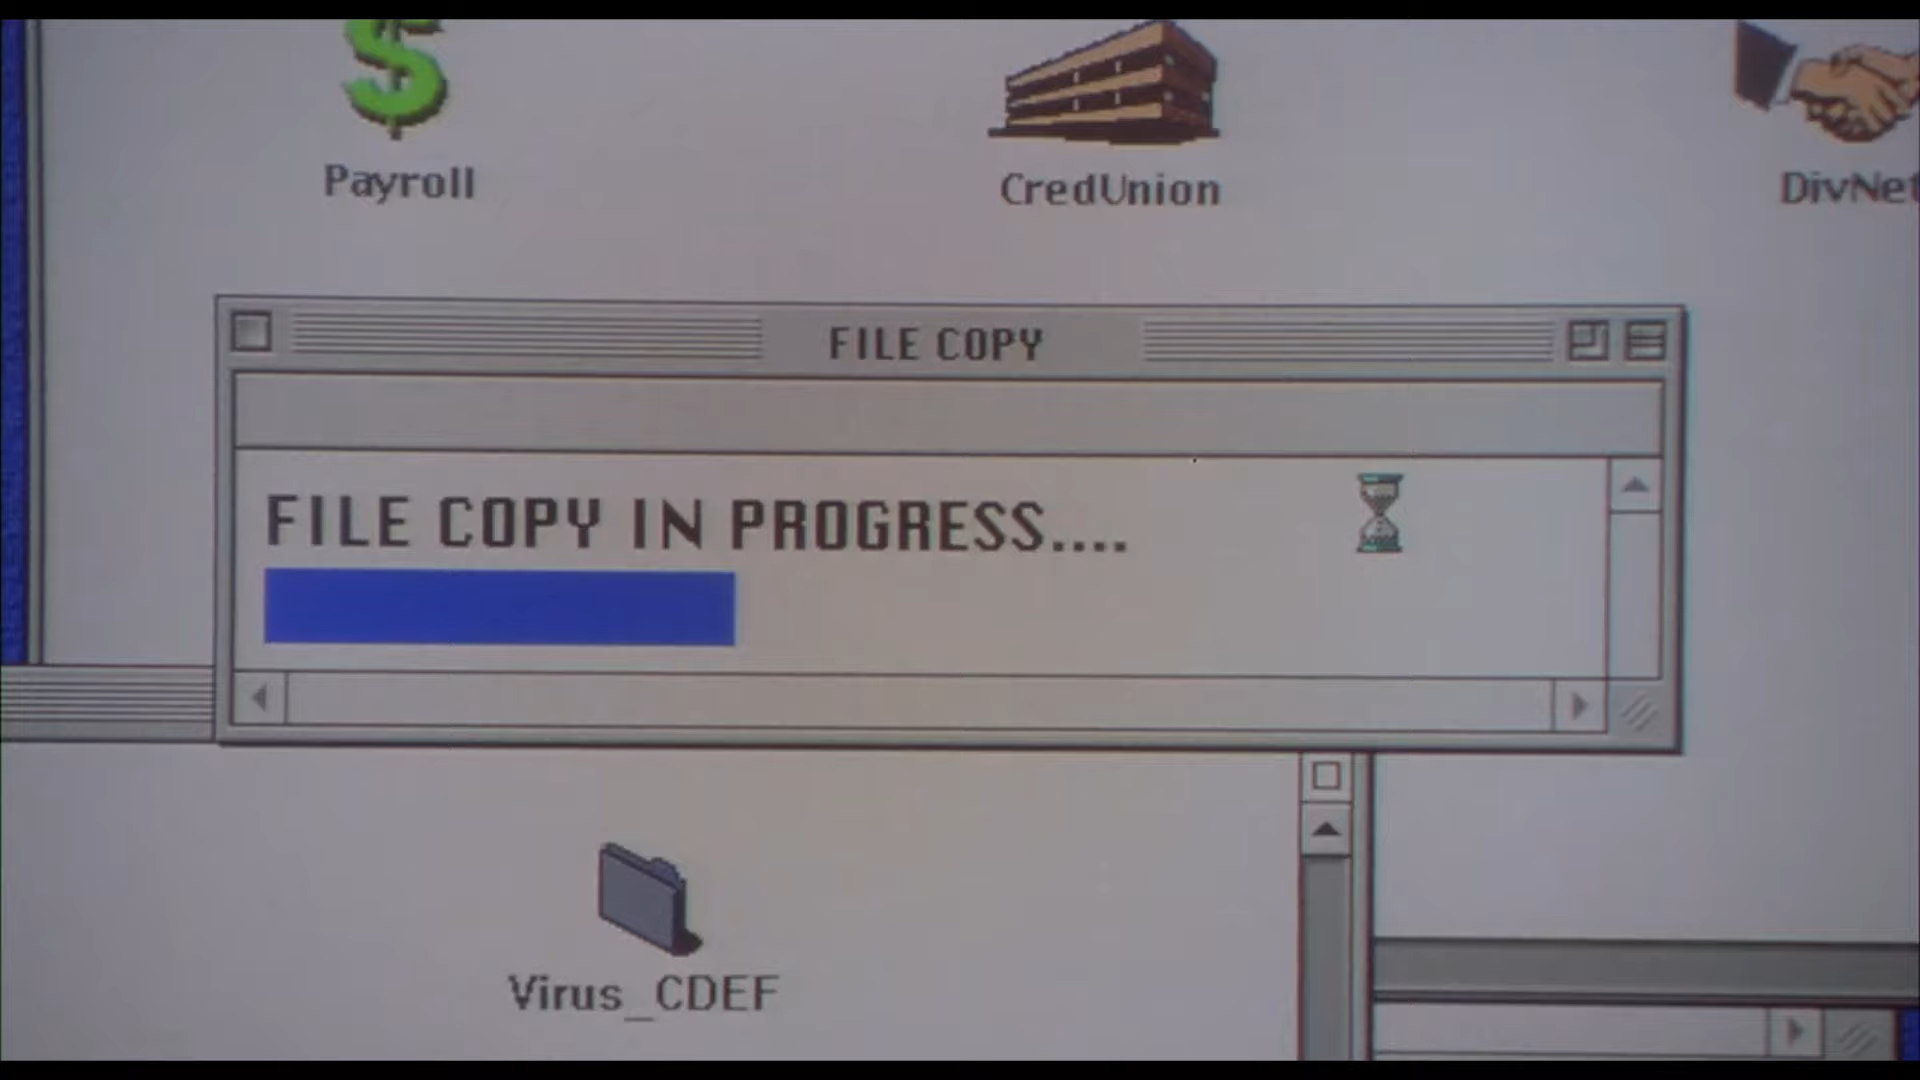 Payroll
CredUnion
DivNet
FILE COPY
FILE COPY IN PROGRESS....
Virus_CDEF